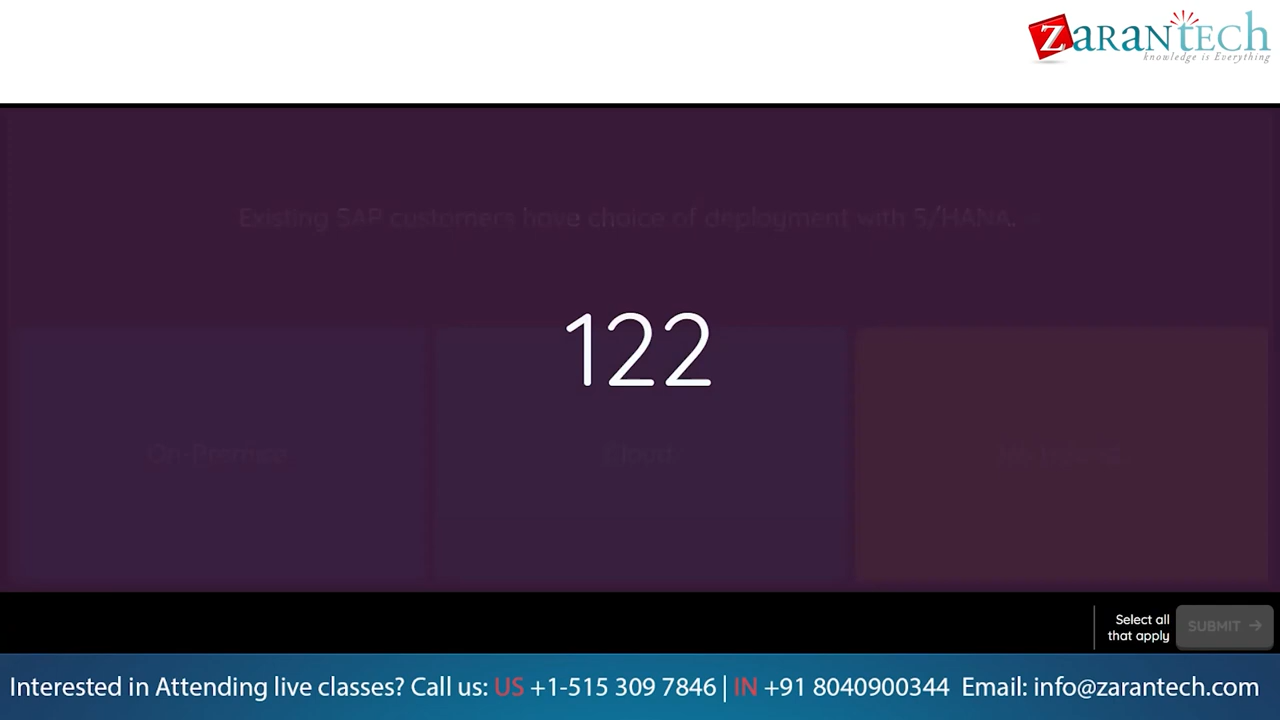 ZARANTECH
knowledge is Everything
Existing SAP customers have choice of deployment with S/HANA.
122
On-Premise
Cloud
Select all
that apply
SUBMIT →
Interested in Attending live classes? Call us: US +1-515 309 7846 | IN +91 8040900344 Email: info@zarantech.com